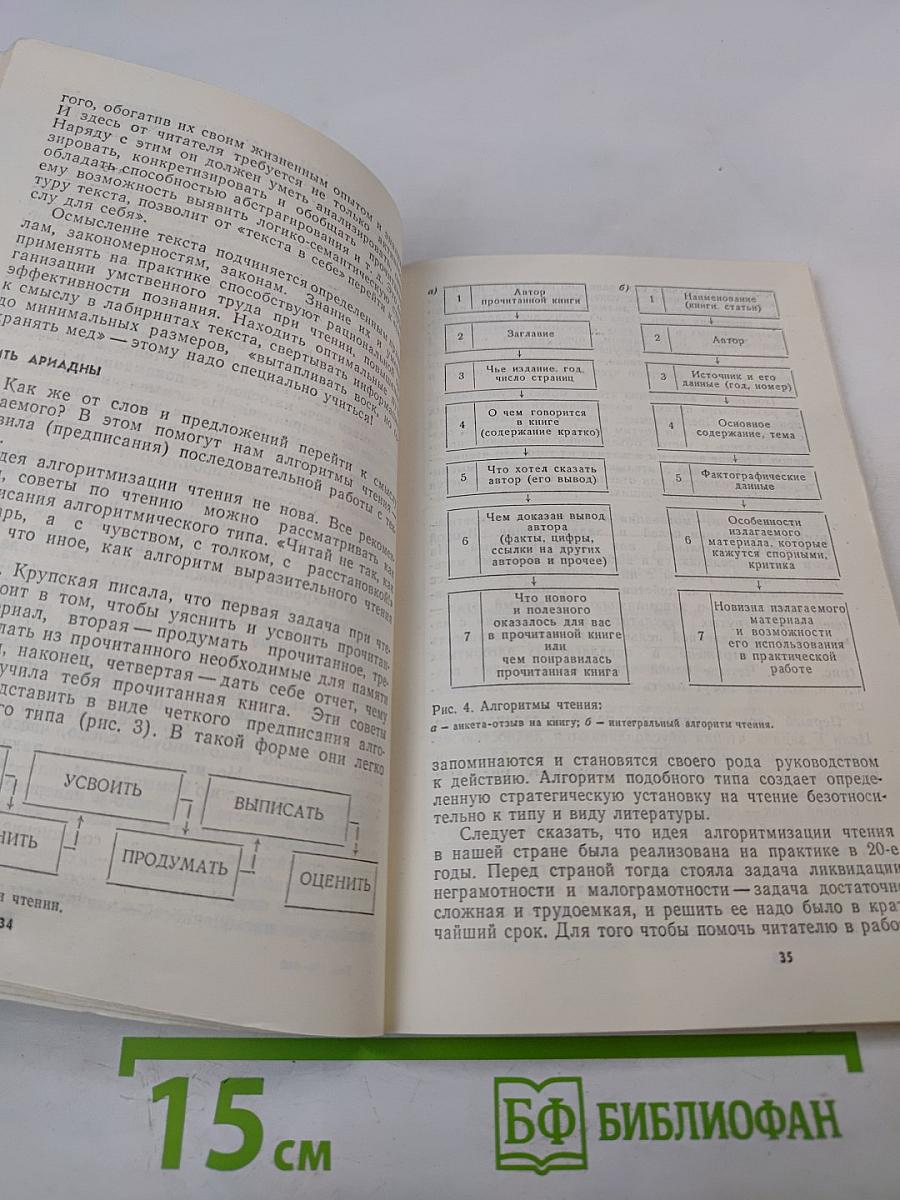 гого, обогатив их своим жизненным опытом и
И здесь от читателя требуется не только
Наряду с этим он должен уметь анализировать,
зировать, конкретизировать и обобщать
обладать способностью абстрагирования и т. д.
ему возможность выявить логико-семантическую
туру текста, позволит от «текста в себе» перейти к
слу для себя».
Осмысление текста подчиняется определенным
лам, закономерностям, законам. Знание их и
применять на практике способствуют рациональной
ганизации умственного труда при чтении,
эффективности познания. Находить оптимальные
к смыслу в лабиринтах текста, свертывать
до минимальных размеров, «вытапливать воск, но
хранять мед» — этому надо специально учиться!
ТЬ АРИАДНЫ
Как же от слов и предложений перейти к смыслу
аемого? В этом помогут нам алгоритмы чтения,
вила (предписания) последовательной работы с
дея алгоритмизации чтения не нова. Все
, советы по чтению можно рассматривать как
писания алгоритмического типа. «Читай не так, как
арь, а с чувством, с толком, с расстановкой»
что иное, как алгоритм выразительного чтения
. Крупская писала, что первая задача при чте-
оит в том, чтобы уяснить и усвоить прочитан-
ериал, вторая — продумать прочитанное, тре-
лать из прочитанного необходимые для памяти
, наконец, четвертая — дать себе отчет, чему
учила тебя прочитанная книга. Эти советы
едставить в виде четкого предписания алго-
го типа (рис. 3). В такой форме они легко
УСВОИТЬ
ВЫПИСАТЬ
НИТЬ
ПРОДУМАТЬ
ОЦЕНИТЬ
и чтении.
34
а)
1 Автор
прочитанной книги
2 Заглавие
3 Чье издание, год,
число страниц
4 О чем говорится
в книге
(содержание кратко)
5 Что хотел сказать
автор (его вывод)
6 Чем доказан вывод
автора
(факты, цифры,
ссылки на других
авторов и прочее)
7 Что нового
и полезного
оказалось для вас
в прочитанной книге
или
чем понравилась
прочитанная книга
б)
1 Наименование
(книги, статьи)
2 Автор
3 Источник и его
данные (год, номер)
4 Основное
содержание, тема
5 Фактографические
данные
6 Особенности
излагаемого
материала, которые
кажутся спорными,
критика
7 Новизна излагаемого
материала
и возможности
его использования
в практической
работе
Рис. 4. Алгоритмы чтения:
а — анкета-отзыв на книгу; б — интегральный алгоритм чтения.
запоминаются и становятся своего рода руководством
к действию. Алгоритм подобного типа создает опреде-
ленную стратегическую установку на чтение безотноси-
тельно к типу и виду литературы.
Следует сказать, что идея алгоритмизации чтения
в нашей стране была реализована на практике в 20-е
годы. Перед страной тогда стояла задача ликвидации
неграмотности и малограмотности — задача достаточно
сложная и трудоемкая, и решить ее надо было в крат
чайший срок. Для того чтобы помочь читателю в рабо
35
15 см
БФ БИБЛИОФАН